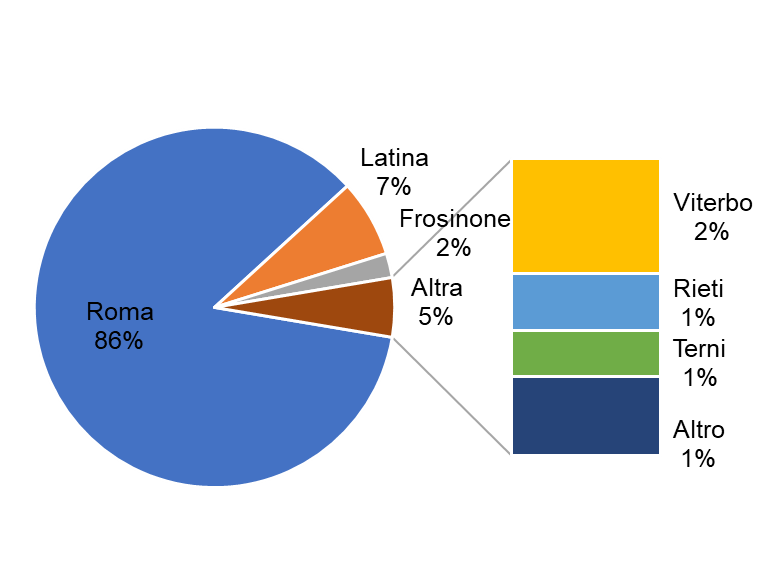 Latina
7%
Frosinone
2%
Altra
5%
Roma
86%
Viterbo
2%
Rieti
1%
Terni
1%
Altro
1%